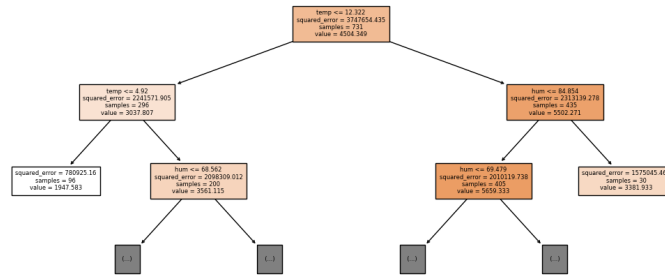 temp <= 12.322
squared_error = 3747654.435
samples = 731
value = 4504.349
temp <= 4.92
squared_error = 2241571.905
samples = 296
value = 3037.807
hum <= 84.854
squared_error = 2313139.278
samples = 435
value = 5502.271
squared_error = 780925.16
samples = 96
value = 1947.583
hum <= 68.562
squared_error = 2098309.012
samples = 200
value = 3561.115
hum <= 69.479
squared_error = 2010119.738
samples = 405
value = 5659.333
squared_error = 1575045.46
samples = 30
value = 3381.933
(...)
(...)
(...)
(...)